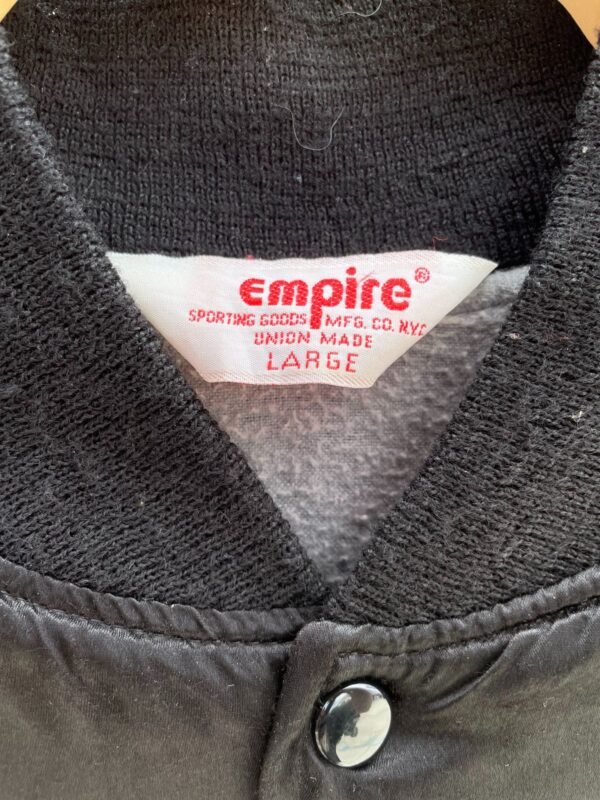 empire®
SPORTING GOODS MFG. CO. N.Y.C
UNION MADE
LARGE